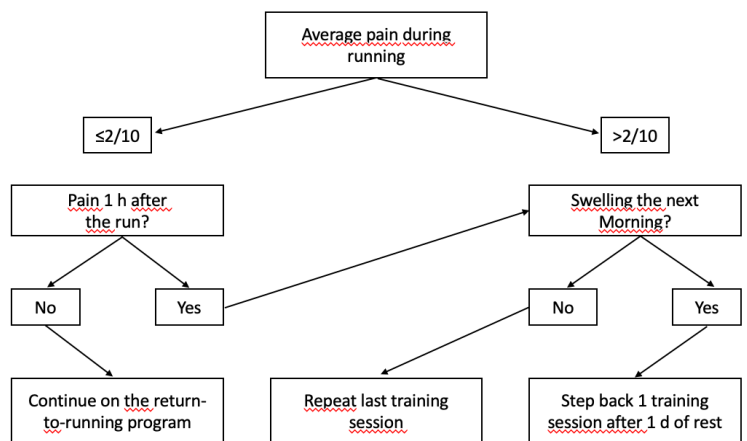 Average pain during
running
≤2/10
>2/10
Pain 1 h after
the run?
Swelling the next
Morning?
No
Yes
No
Yes
Continue on the return-
to-running program
Repeat last training
session
Step back 1 training
session after 1 d of rest